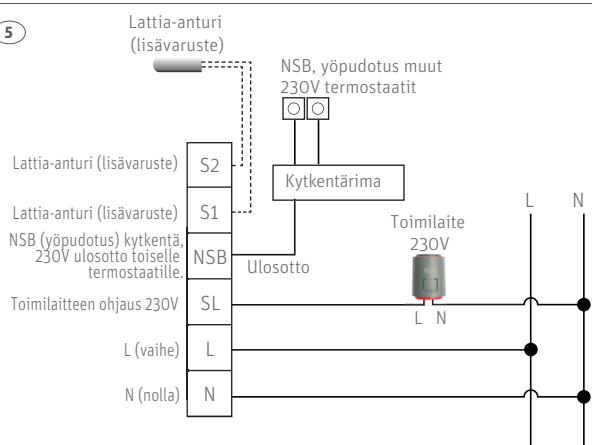 5
Lattia-anturi
(lisävaruste)
NSB, yöpudotus muut
230V termostaatit
Lattia-anturi (lisävaruste)
S2
Kytkentärima
Lattia-anturi (lisävaruste)
S1
L
N
Toimilaite
230V
NSB (yöpudotus) kytkentä,
230V ulosotto toiselle
termostaatille.
NSB
Ulosotto
Toimilaitteen ohjaus 230V
SL
L
N
L (vaihe)
L
N (nolla)
N